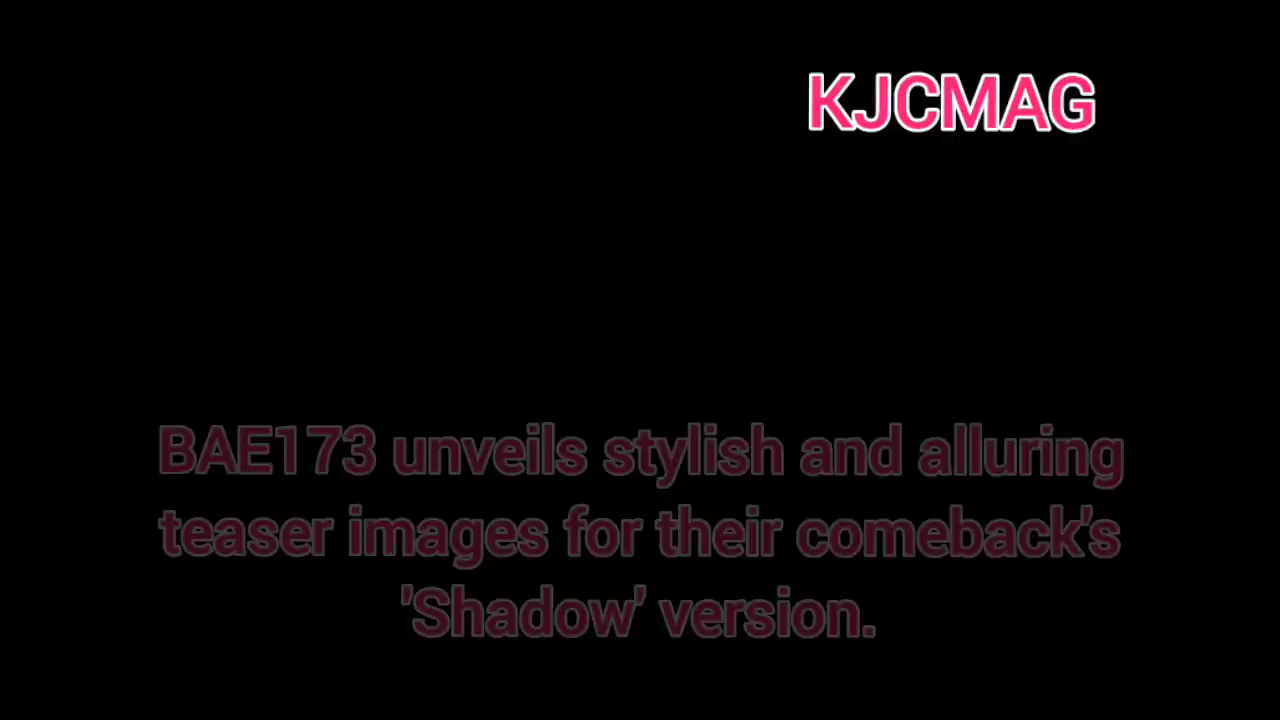 KJCMAG
BAE173 unveils stylish and alluring
teaser images for their comeback's
'Shadow' version.